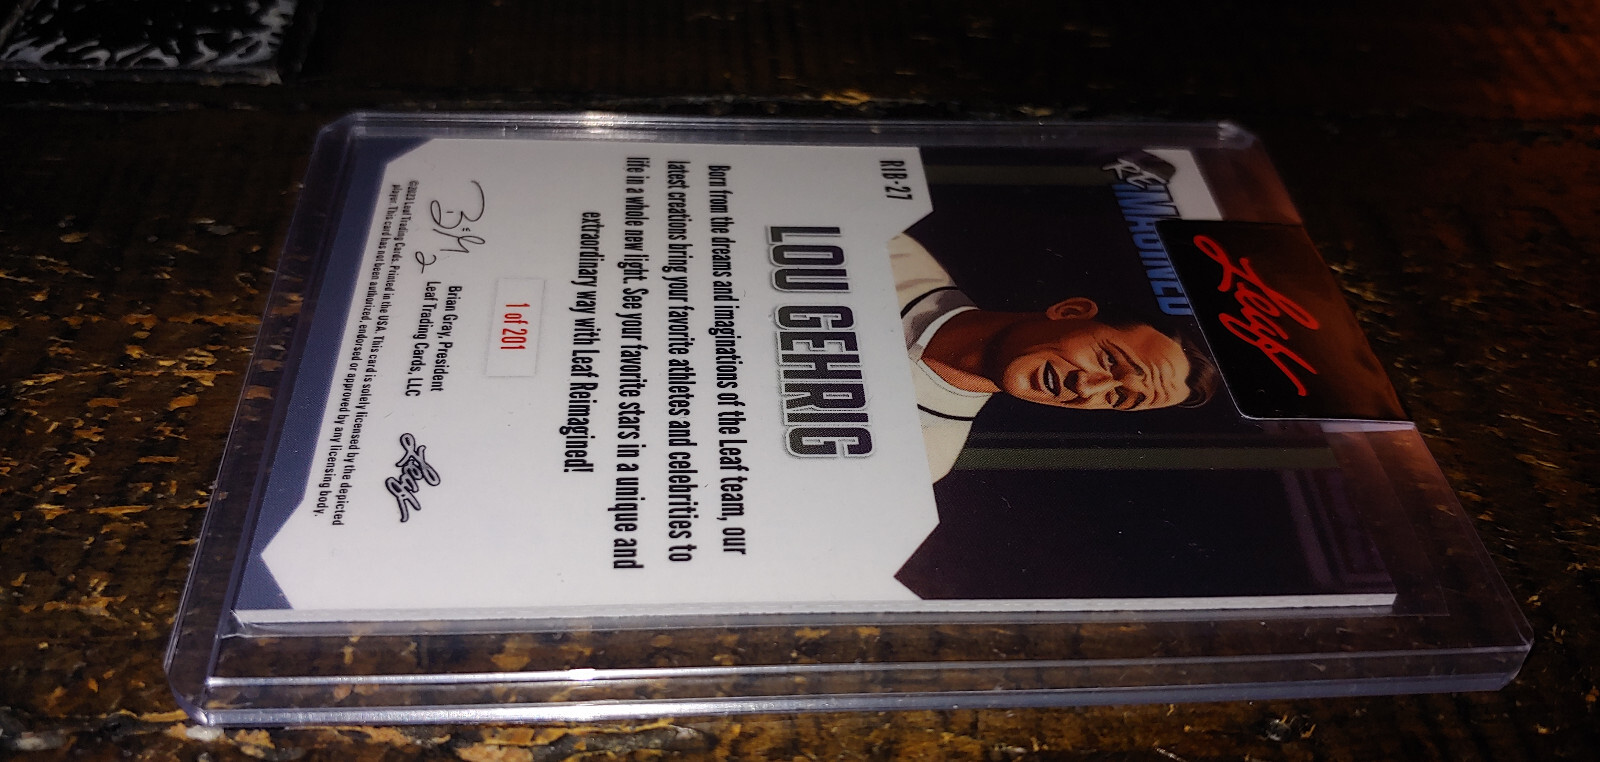 Leaf
RIB-27
LOU GEHRIG
Born from the dreams and imaginations of the Leaf team, our
latest creations bring your favorite athletes and celebrities to
life in a whole new light. See your favorite stars in a unique and
extraordinary way with Leaf Reimagined!
1 of 201
Brian Gray, President
Leaf Trading Cards, LLC
Leaf
©2023 Leaf Trading Cards. Printed in the USA. This card is solely licensed by the depicted
player. This card has not been authorized, endorsed or approved by any licensing body.